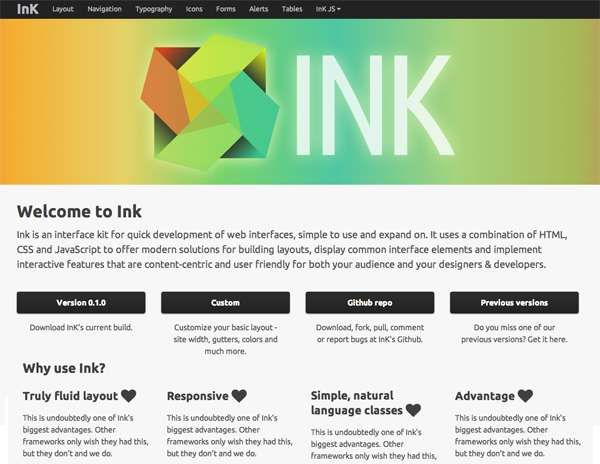 InK Layout Navigation Typography Icons Forms Alerts Tables InK JS
INK
Welcome to Ink
Ink is an interface kit for quick development of web interfaces, simple to use and expand on. It uses a combination of HTML,
CSS and JavaScript to offer modern solutions for building layouts, display common interface elements and implement
interactive features that are content-centric and user friendly for both your audience and your designers & developers.
Version 0.1.0
Download InK's current build.
Custom
Customize your basic layout -
site width, gutters, colors and
much more.
Github repo
Download, fork, pull, comment
or report bugs at InK's Github.
Previous versions
Do you miss one of our
previous versions? Get it here.
Why use Ink?
Truly fluid layout
This is undoubtedly one of Ink's
biggest advantages. Other
frameworks only wish they had this,
but they don't and we do.
Responsive
This is undoubtedly one of Ink's
biggest advantages. Other
frameworks only wish they had this,
but they don't and we do.
Simple, natural
language classes
This is undoubtedly one of Ink's
biggest advantages. Other
frameworks only wish they had this,
Advantage
This is undoubtedly one of Ink's
biggest advantages. Other
frameworks only wish they had this,
but they don't and we do.